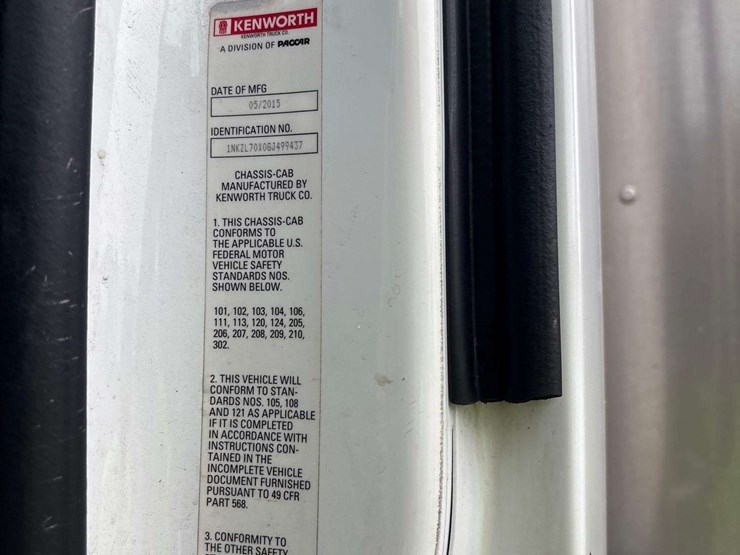 KENWORTH
KENWORTH TRUCK CO.
A DIVISION OF PACCAR
DATE OF MFG
05/2015
IDENTIFICATION NO.
1NKZL70X0GJ499437
CHASSIS-CAB
MANUFACTURED BY
KENWORTH TRUCK CO.
1. THIS CHASSIS-CAB
CONFORMS TO
THE APPLICABLE U.S.
FEDERAL MOTOR
VEHICLE SAFETY
STANDARDS NOS.
SHOWN BELOW.
101, 102, 103, 104, 106,
111, 113, 120, 124, 205,
206, 207, 208, 209, 210,
302.
2. THIS VEHICLE WILL
CONFORM TO STAN-
DARDS NOS. 105, 108
AND 121 AS APPLICABLE
IF IT IS COMPLETED
IN ACCORDANCE WITH
INSTRUCTIONS CON-
TAINED IN THE
INCOMPLETE VEHICLE
DOCUMENT FURNISHED
PURSUANT TO 49 CFR
PART 568.
3. CONFORMITY TO
THE OTHER SAFETY